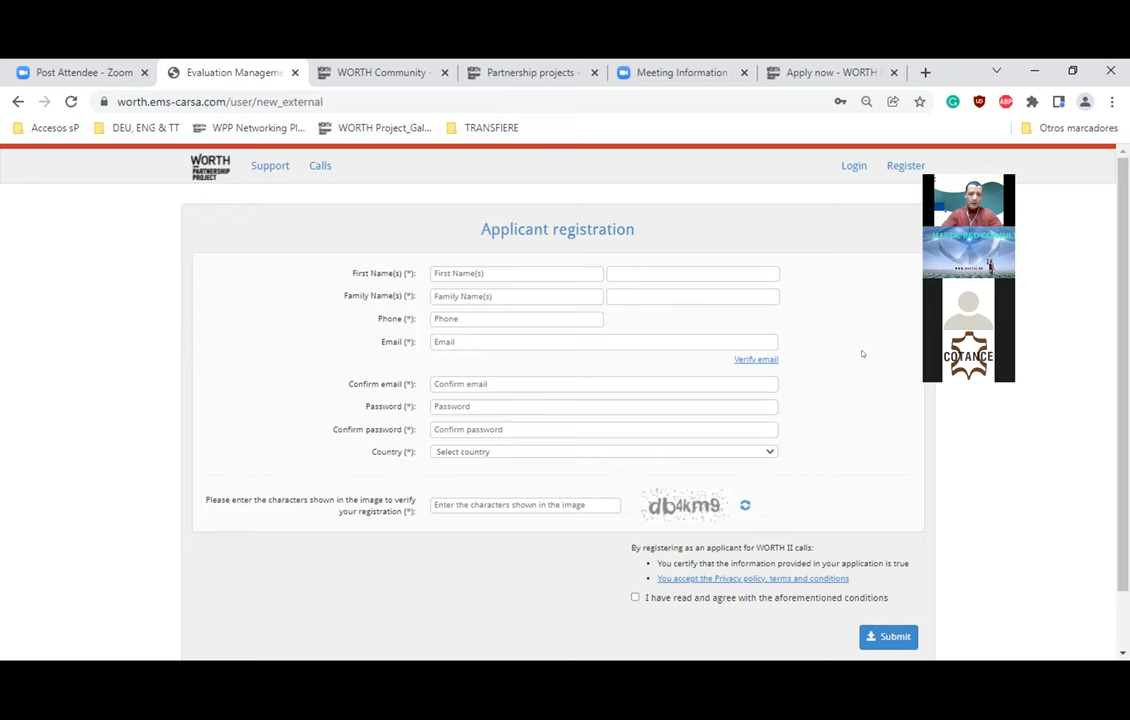 Post Attendee - Zoom
Evaluation Manageme
WORTH Community -
Partnership projects -
Meeting Information
Apply now - WORTH
worth.ems-carsa.com/user/new_external
Accesos sP
DEU, ENG & TT
WPP Networking Pl...
WORTH Project_Gal...
TRANSFIERE
Otros marcadores
WORTH
PARTNERSHIP
PROJECT
Support
Calls
Login
Register
Applicant registration
First Name(s) (*): First Name(s)
Family Name(s) (*): Family Name(s)
Phone (*): Phone
Email (*): Email
Verify email
Confirm email (*): Confirm email
Password (*): Password
Confirm password (*): Confirm password
Country (*): Select country
Please enter the characters shown in the image to verify
your registration (*):
Enter the characters shown in the image
db4km9
By registering as an applicant for WORTH II calls:
You certify that the information provided in your application is true
You accept the Privacy policy, terms and conditions
I have read and agree with the aforementioned conditions
Submit
COTANCE